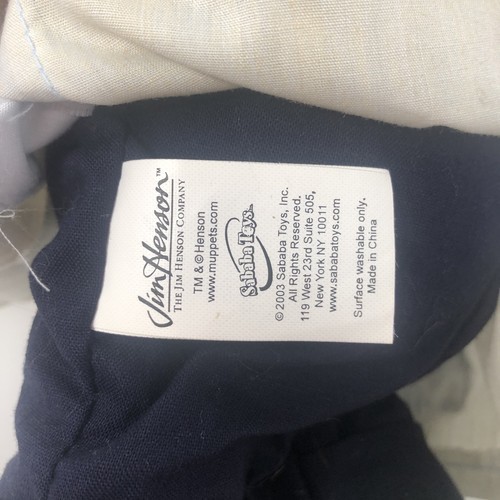 Jim Henson™
THE JIM HENSON COMPANY
TM & © Henson
www.muppets.com
Sababa Toys™
© 2003 Sababa Toys, Inc.
All Rights Reserved.
119 West 23rd Suite 505,
New York NY 10011
www.sababatoys.com
Surface washable only.
Made in China